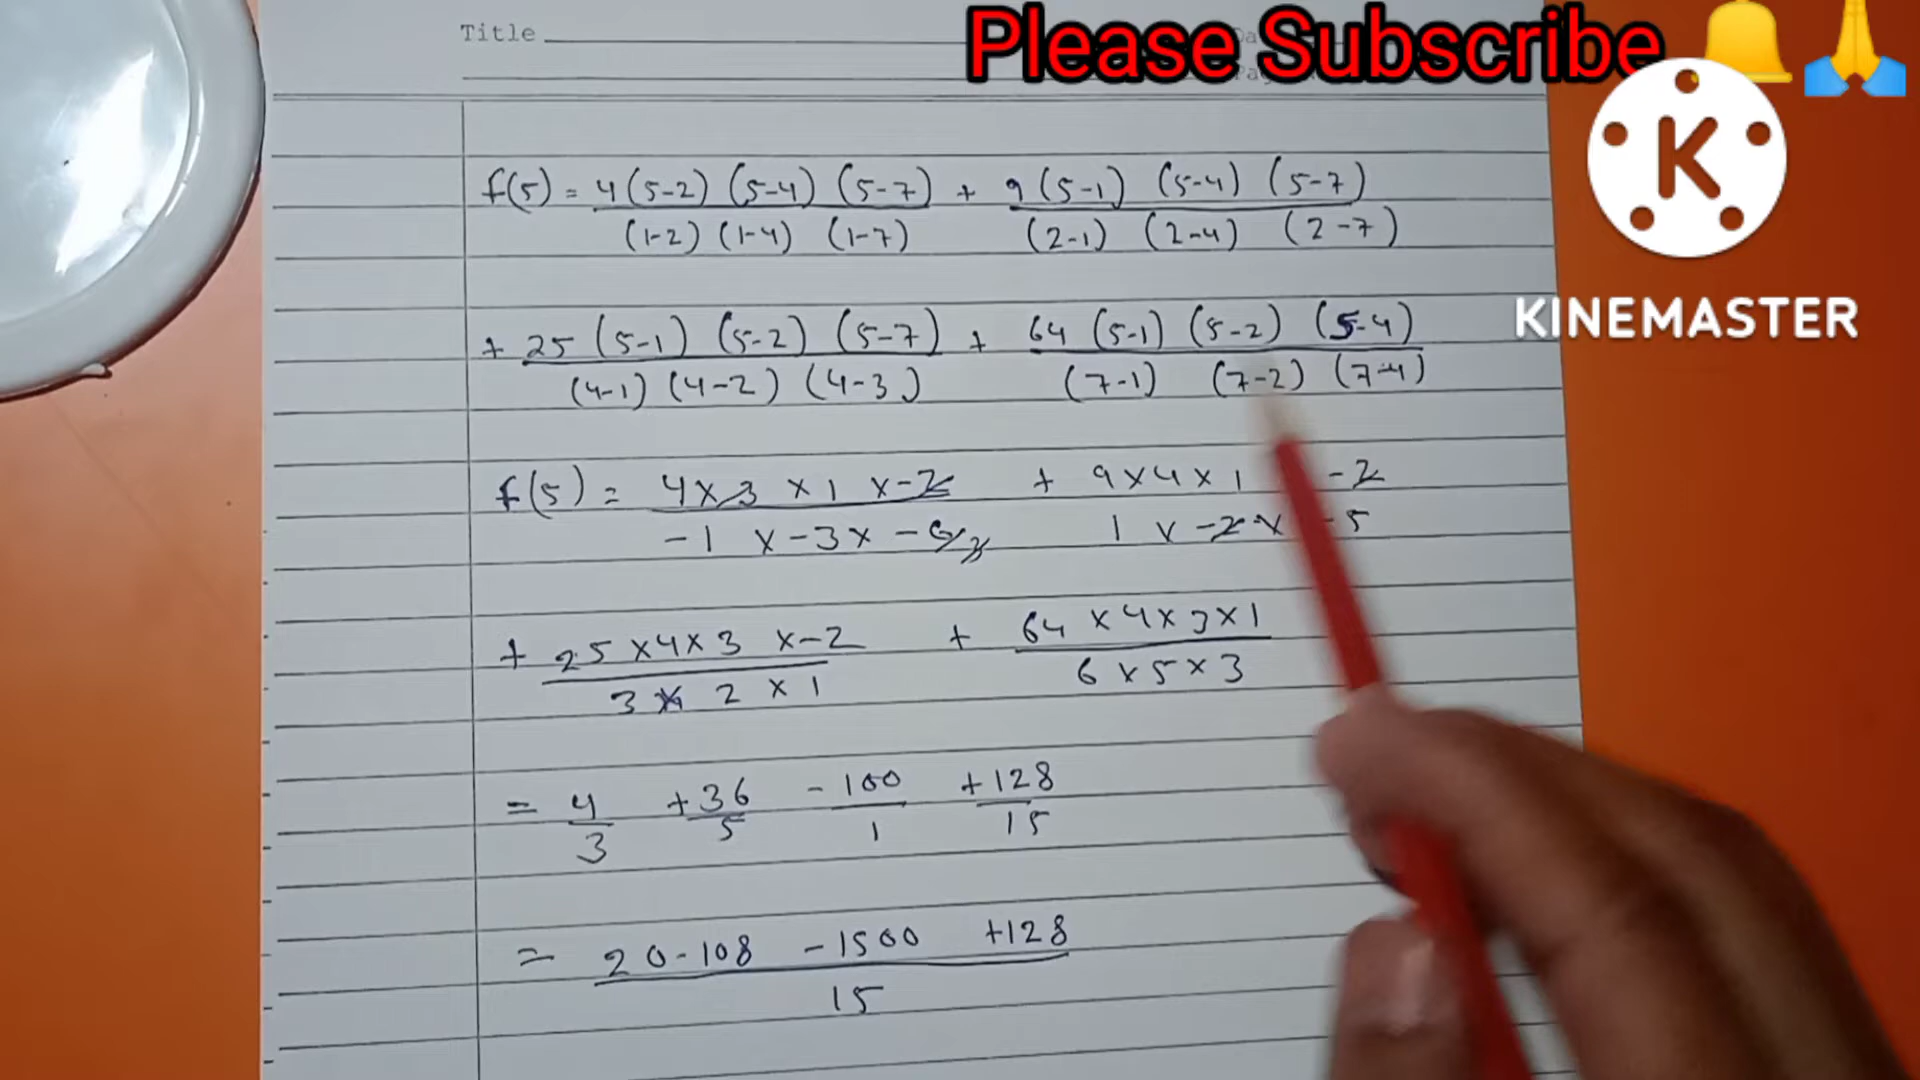 Title
Please Subscribe 🔔🙏
K
KINEMASTER
f(5) = 4(5-2) (5-4) (5-7) + 9(5-1) (5-4) (5-7)
(1-2) (1-4) (1-7) (2-1) (2-4) (2-7)
+ 25 (5-1) (5-2) (5-7) + 64 (5-1) (5-2) (5-4)
(4-1) (4-2) (4-3) (7-1) (7-2) (7-4)
f(5) = 4 x 3 x 1 x -2 + 9 x 4 x 1 -2
-1 x -3 x -6/3 1 x -2 x -5
+ 25 x 4 x 3 x -2 + 64 x 4 x 3 x 1
3 x 2 x 1 6 x 5 x 3
= 4 +36 -100 +128
3 5 1 15
= 20-108 -1500 +128
15